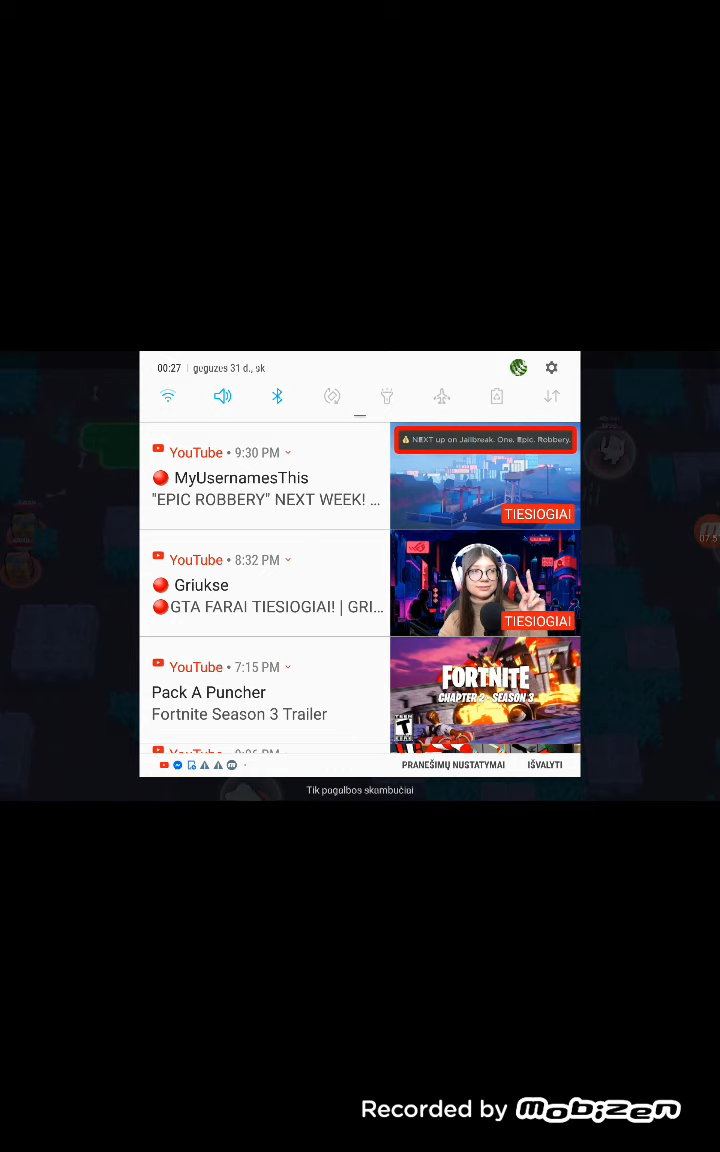 00:27 | gegužės 31 d., sk
YouTube • 9:30 PM
MyUsernamesThis
"EPIC ROBBERY" NEXT WEEK! ...
NEXT up on Jailbreak. One. Epic. Robbery.
TIESIOGIAI
YouTube • 8:32 PM
Griukse
GTA FARAI TIESIOGIAI! | GRI...
TIESIOGIAI
YouTube • 7:15 PM
Pack A Puncher
Fortnite Season 3 Trailer
FORTNITE
CHAPTER 2 - SEASON 3
TEEN
T
PRANEŠIMŲ NUSTATYMAI
IŠVALYTI
Tik pagalbos skambučiai
Recorded by mobizen